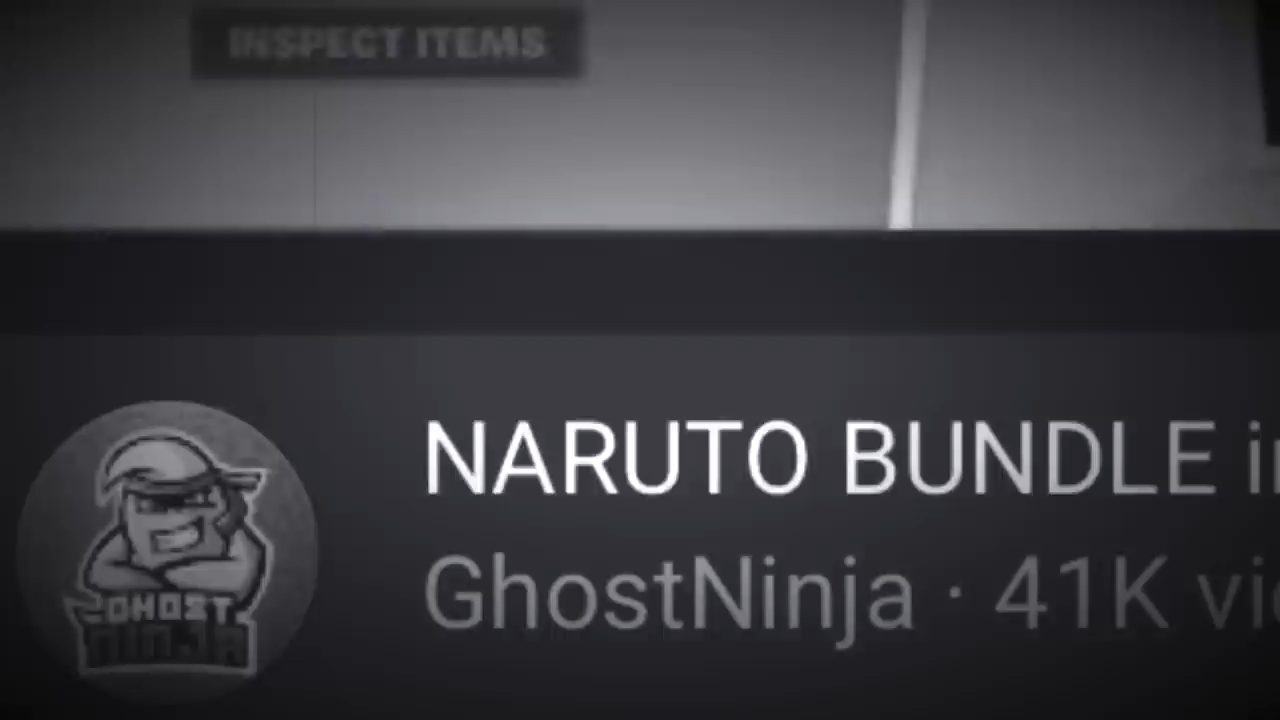 INSPECT ITEMS
NARUTO BUNDLE
GhostNinja · 41K
GHOST
NINJA